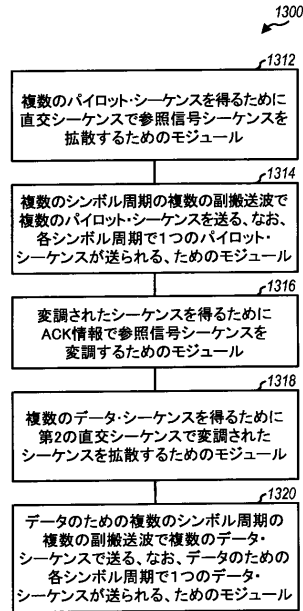 1300
1312
複数のパイロット・シーケンスを得るために
直交シーケンスで参照信号シーケンスを
拡散するためのモジュール
1314
複数のシンボル周期の複数の副搬送波で
複数のパイロット・シーケンスを送る、なお、
各シンボル周期で1つのパイロット・
シーケンスが送られる、ためのモジュール
1316
変調されたシーケンスを得るために
ACK情報で参照信号シーケンスを
変調するためのモジュール
1318
複数のデータ・シーケンスを得るために
第2の直交シーケンスで変調された
シーケンスを拡散するためのモジュール
1320
データのための複数のシンボル周期の
複数の副搬送波で複数のデータ・
シーケンスで送る、なお、データのための
各シンボル周期で1つのデータ・
シーケンスが送られる、ためのモジュール